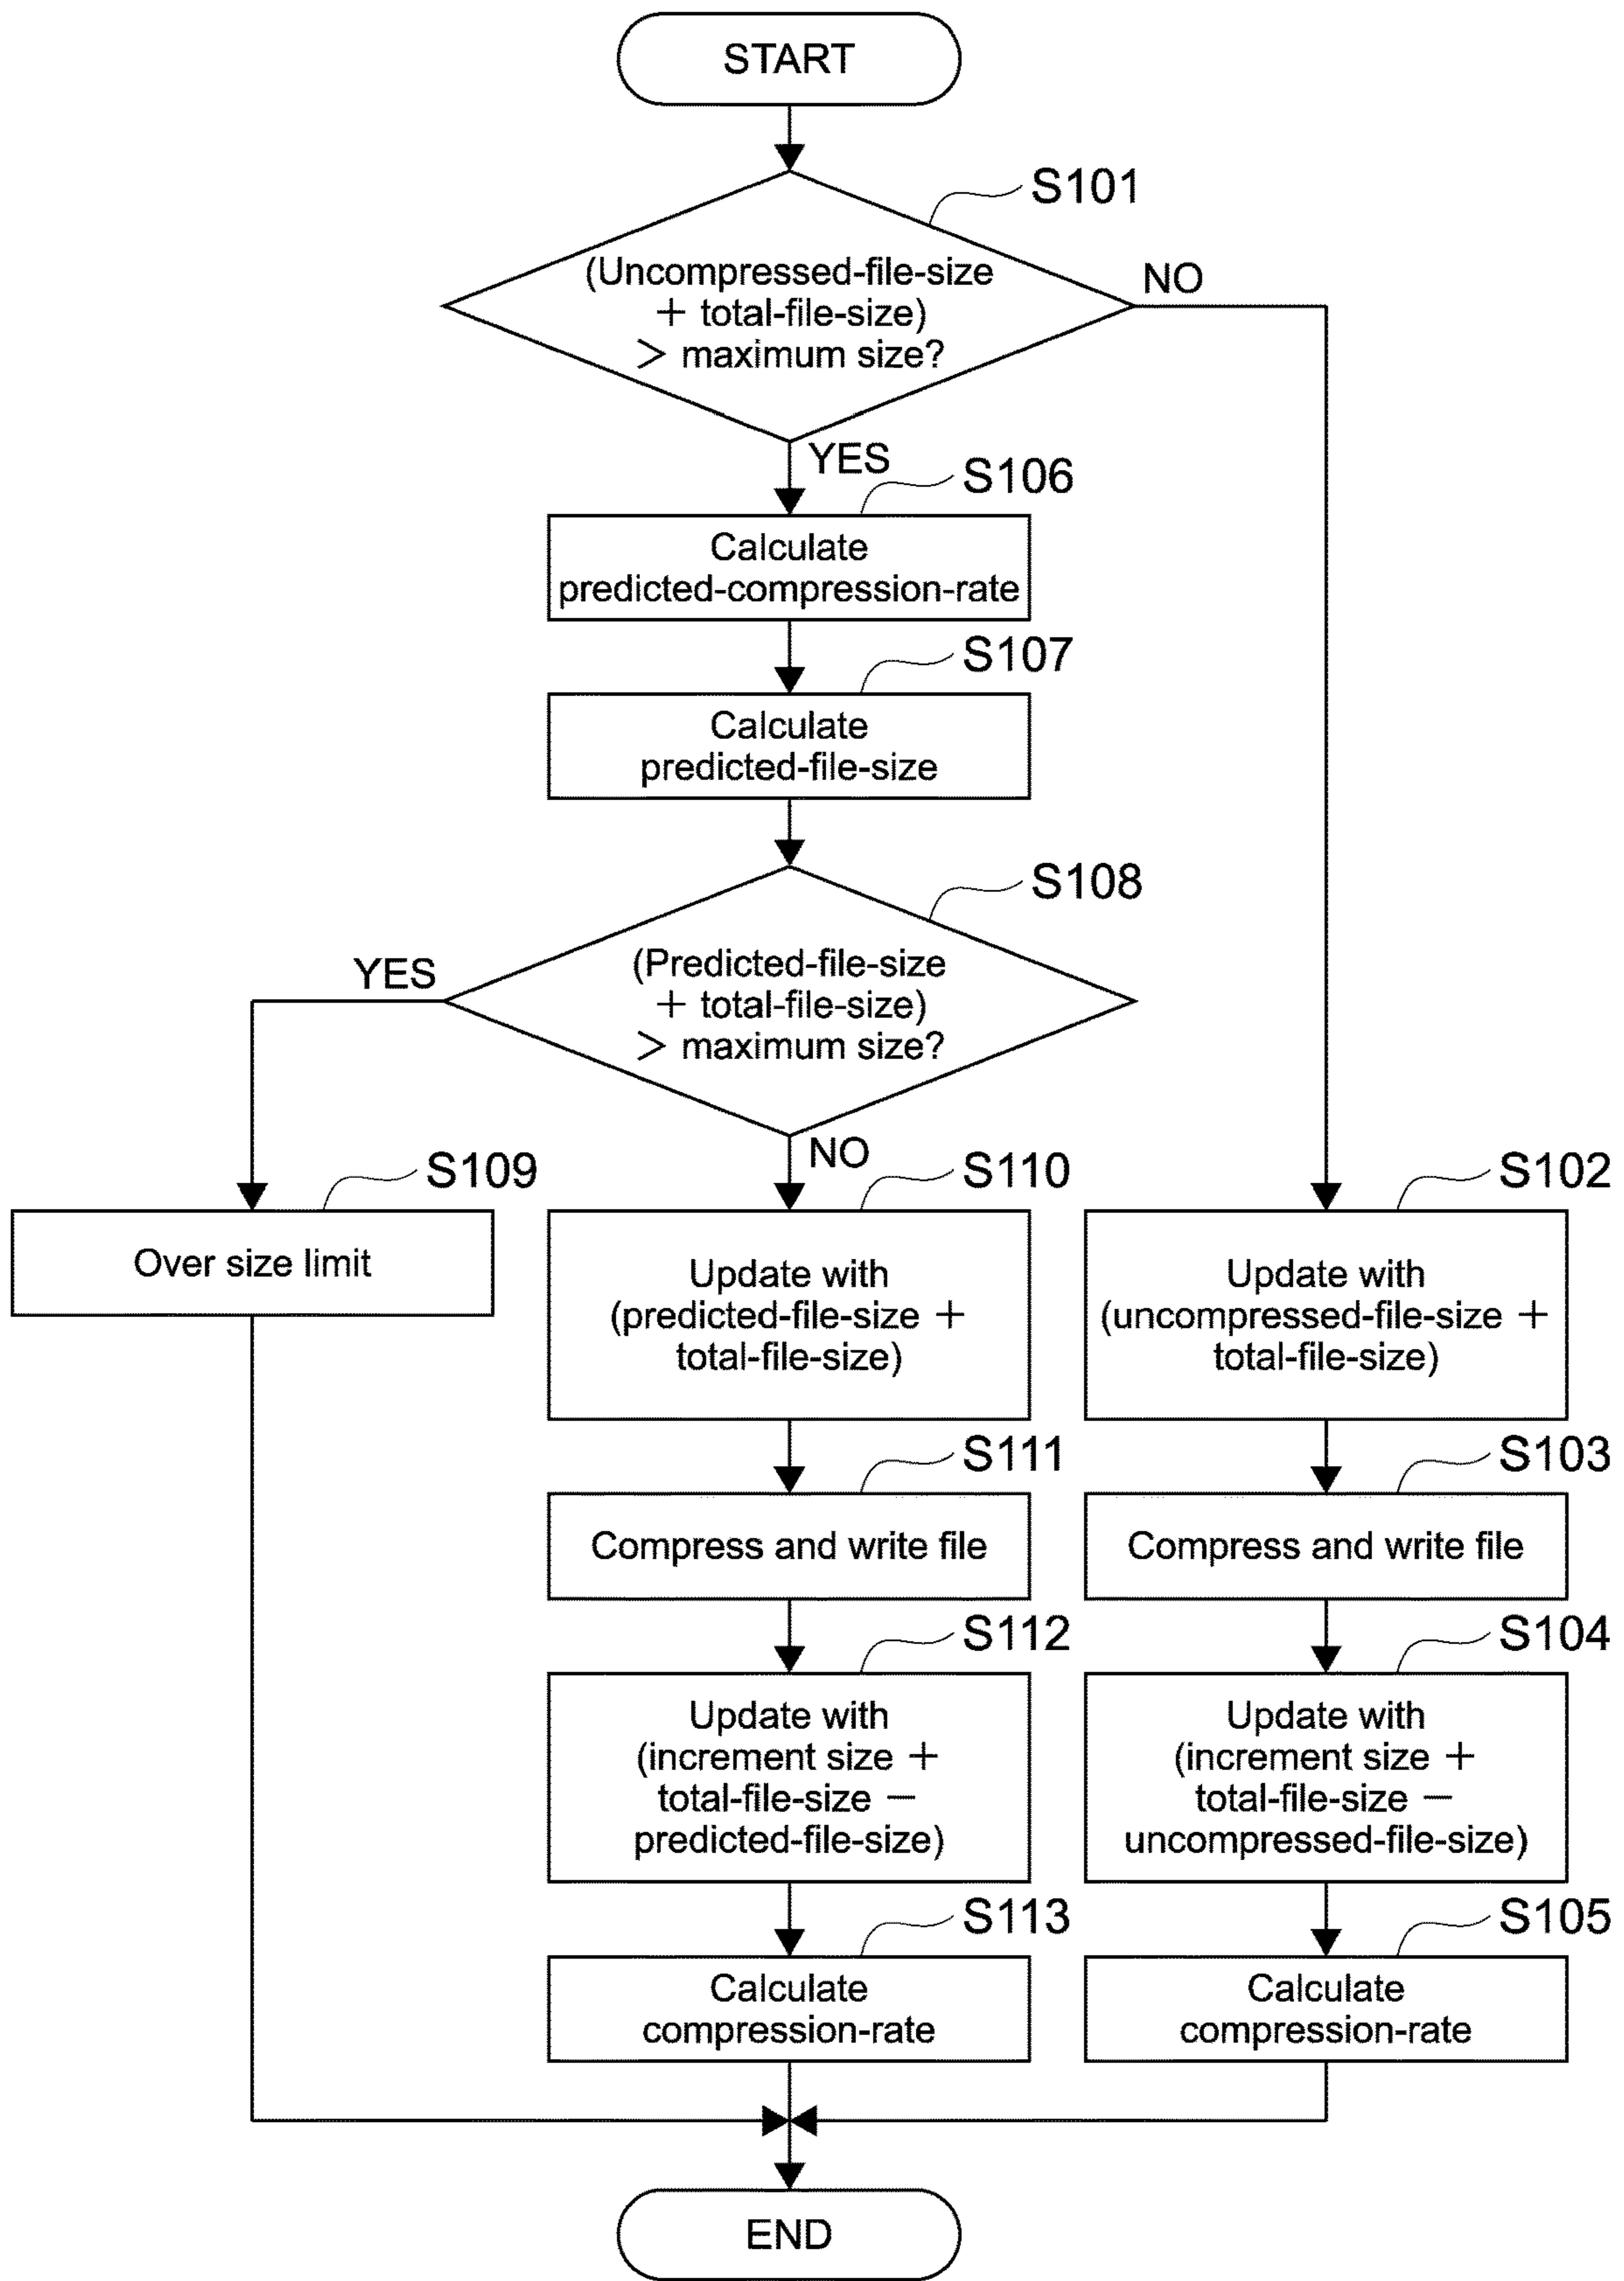 START
S101
(Uncompressed-file-size
+ total-file-size)
> maximum size?
NO
YES
S106
Calculate
predicted-compression-rate
S107
Calculate
predicted-file-size
S108
(Predicted-file-size
+ total-file-size)
> maximum size?
YES
NO
S109
Over size limit
S110
Update with
(predicted-file-size +
total-file-size)
S102
Update with
(uncompressed-file-size +
total-file-size)
S111
Compress and write file
S103
Compress and write file
S112
Update with
(increment size +
total-file-size −
predicted-file-size)
S104
Update with
(increment size +
total-file-size −
uncompressed-file-size)
S113
Calculate
compression-rate
S105
Calculate
compression-rate
END